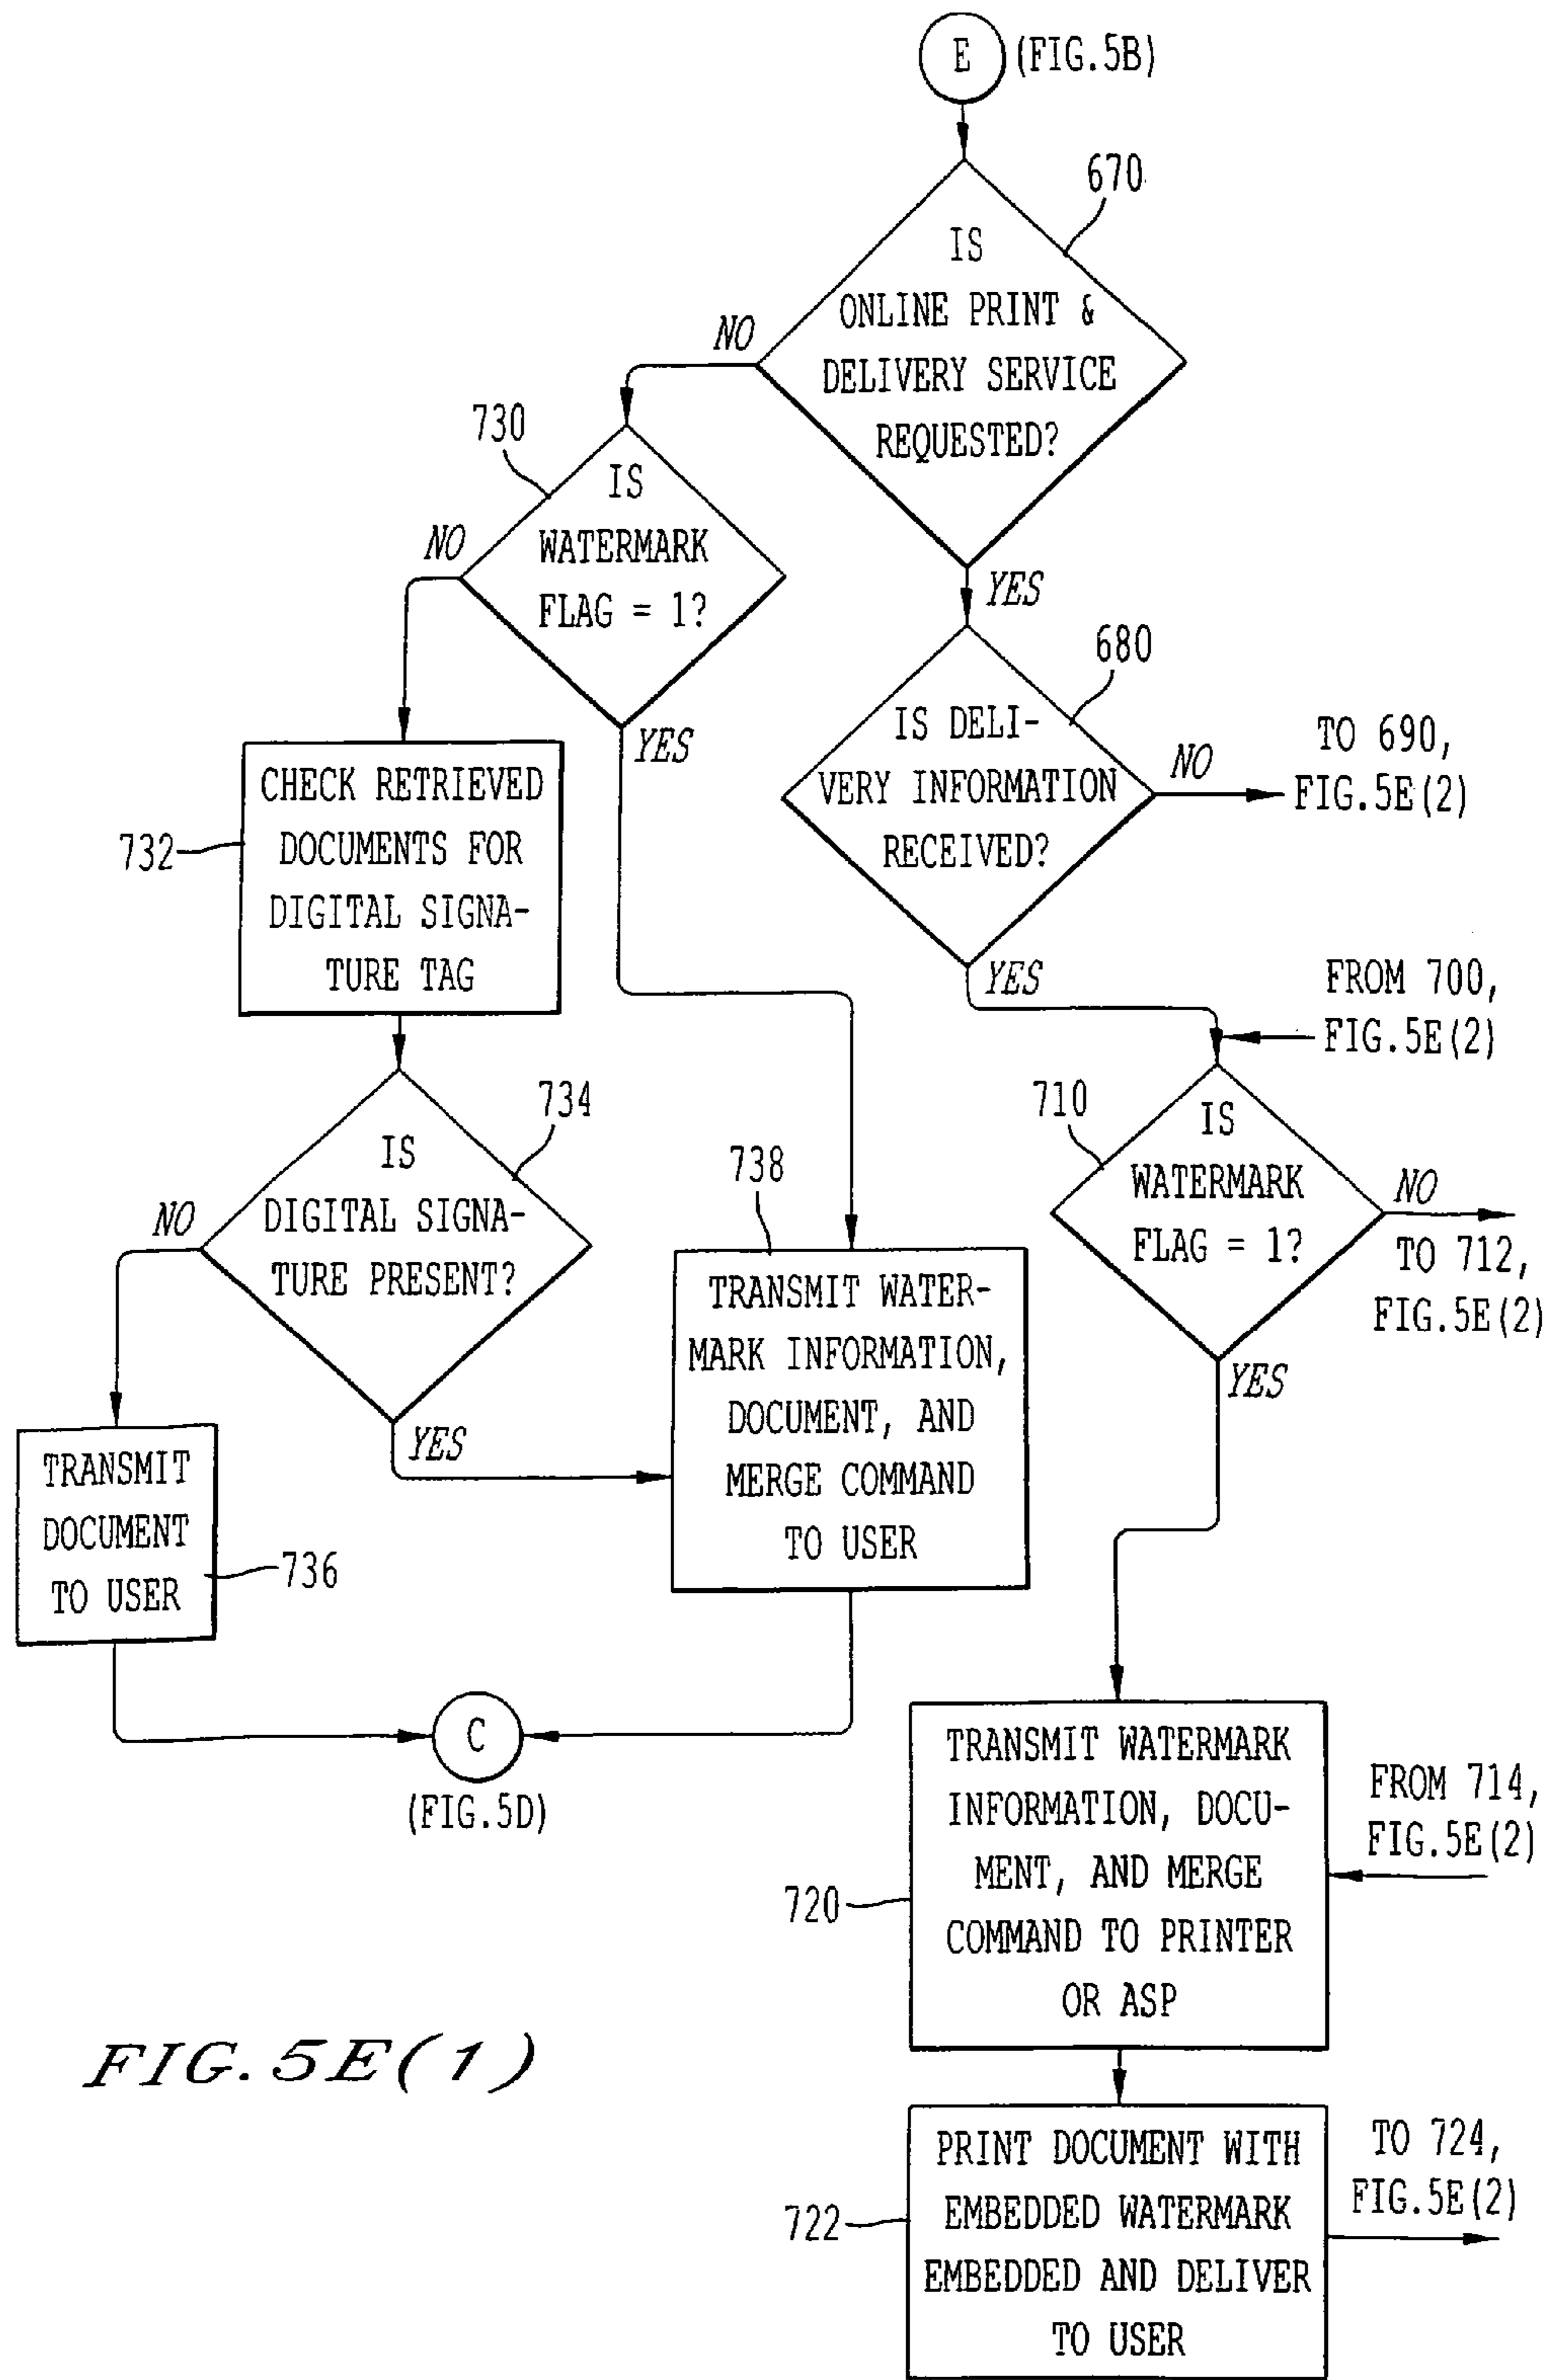 E (FIG.5B)
670
IS
ONLINE PRINT &
DELIVERY SERVICE
REQUESTED?
NO
YES
730
IS
WATERMARK
FLAG = 1?
NO
YES
680
IS DELI-
VERY INFORMATION
RECEIVED?
NO
TO 690,
FIG.5E(2)
YES
732
CHECK RETRIEVED
DOCUMENTS FOR
DIGITAL SIGNA-
TURE TAG
FROM 700,
FIG.5E(2)
734
IS
DIGITAL SIGNA-
TURE PRESENT?
NO
YES
710
IS
WATERMARK
FLAG = 1?
NO
TO 712,
FIG.5E(2)
YES
738
TRANSMIT WATER-
MARK INFORMATION,
DOCUMENT, AND
MERGE COMMAND
TO USER
TRANSMIT
DOCUMENT
TO USER
736
C
(FIG.5D)
720
TRANSMIT WATERMARK
INFORMATION, DOCU-
MENT, AND MERGE
COMMAND TO PRINTER
OR ASP
FROM 714,
FIG.5E(2)
722
PRINT DOCUMENT WITH
EMBEDDED WATERMARK
EMBEDDED AND DELIVER
TO USER
TO 724,
FIG.5E(2)
FIG.5E(1)